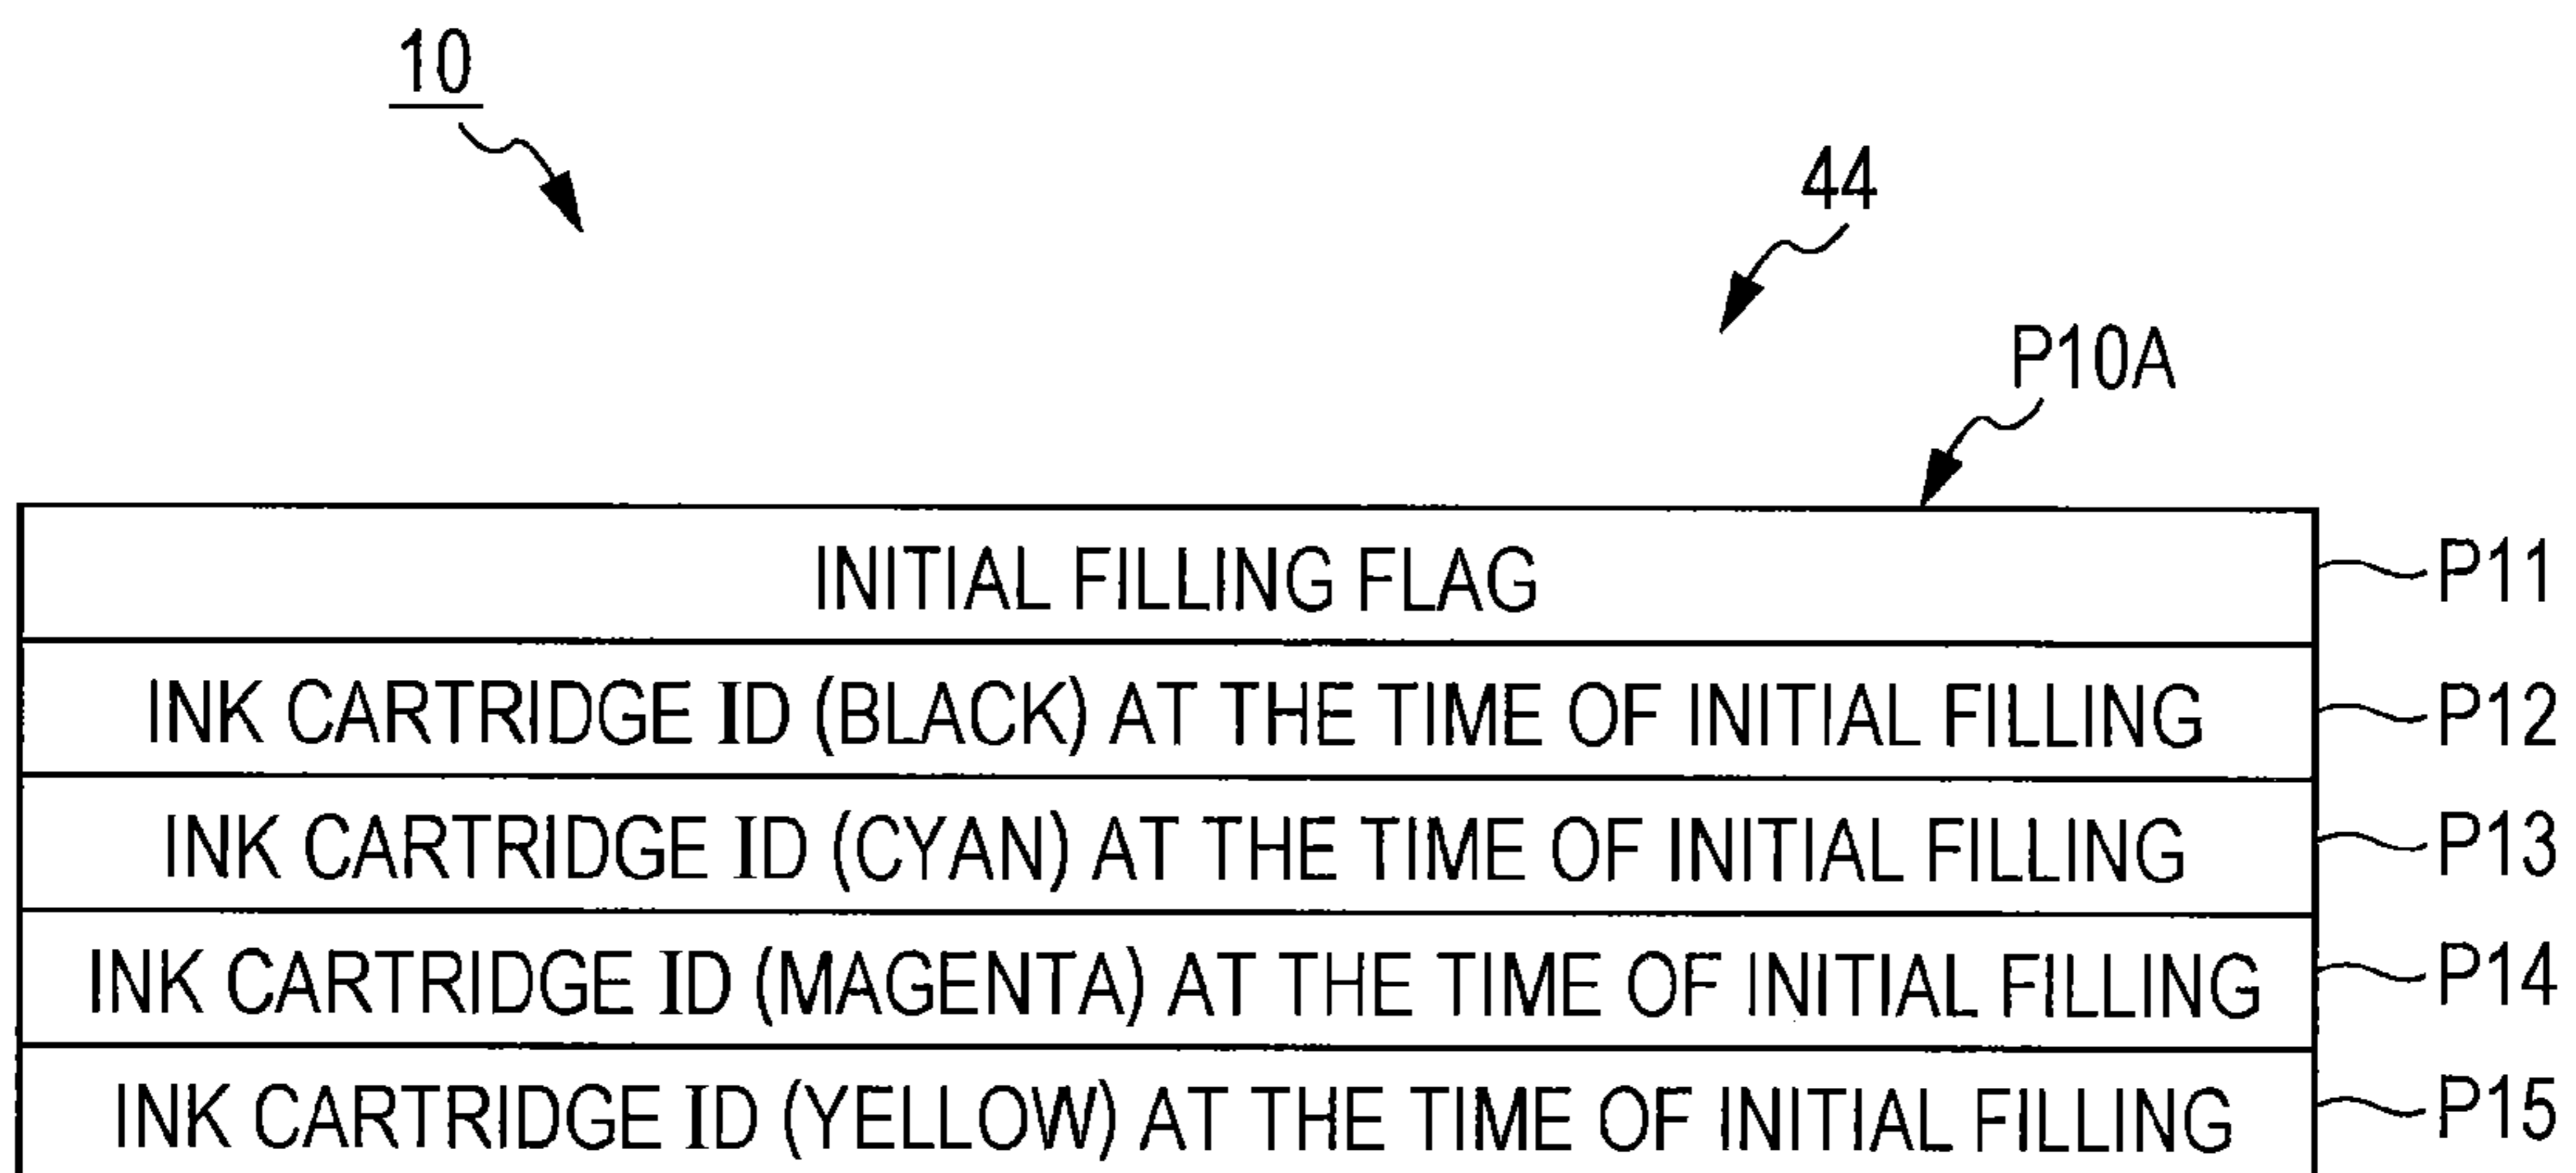 10
44
P10A
INITIAL FILLING FLAG P11
INK CARTRIDGE ID (BLACK) AT THE TIME OF INITIAL FILLING P12
INK CARTRIDGE ID (CYAN) AT THE TIME OF INITIAL FILLING P13
INK CARTRIDGE ID (MAGENTA) AT THE TIME OF INITIAL FILLING P14
INK CARTRIDGE ID (YELLOW) AT THE TIME OF INITIAL FILLING P15